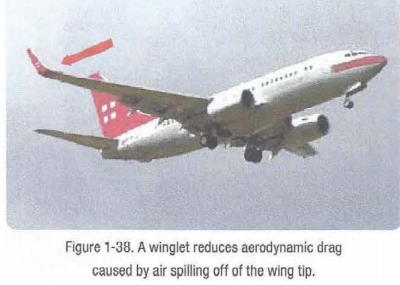 Figure 1-38. A winglet reduces aerodynamic drag
caused by air spilling off of the wing tip.